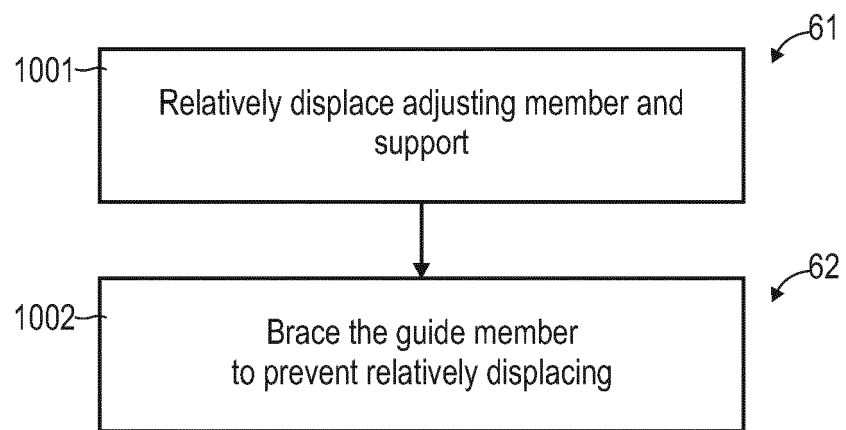 61
1001
Relatively displace adjusting member and
support
62
1002
Brace the guide member
to prevent relatively displacing